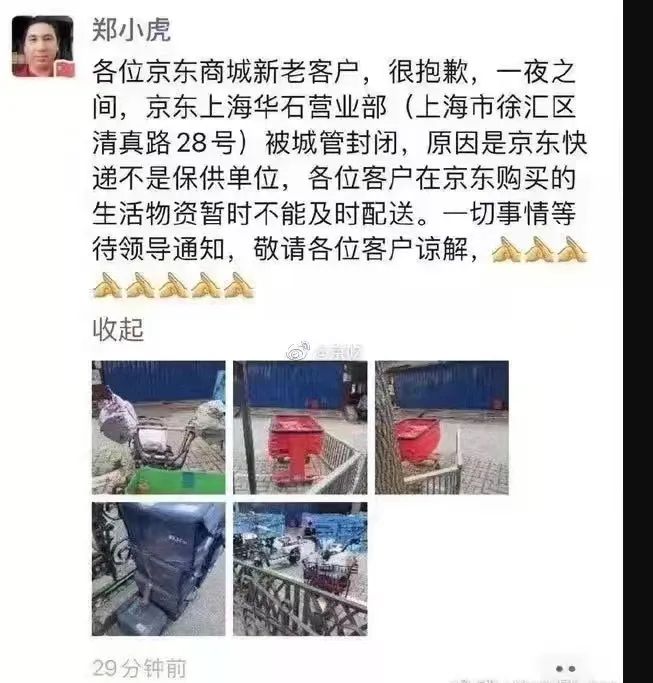 郑小虎
各位京东商城新老客户，很抱歉，一夜之
间，京东上海华石营业部（上海市徐汇区
清真路28号）被城管封闭，原因是京东快
递不是保供单位，各位客户在京东购买的
生活物资暂时不能及时配送。一切事情等
待领导通知，敬请各位客户谅解，🙏🙏🙏
🙏🙏🙏🙏🙏
收起
29分钟前